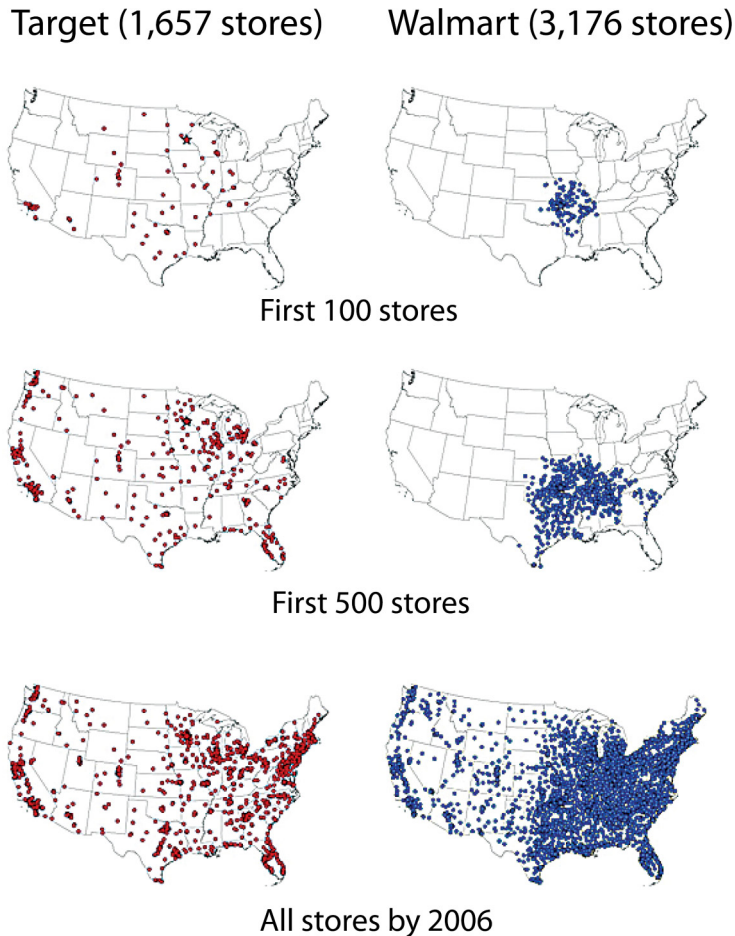 Target (1,657 stores)
Walmart (3,176 stores)
First 100 stores
First 500 stores
All stores by 2006